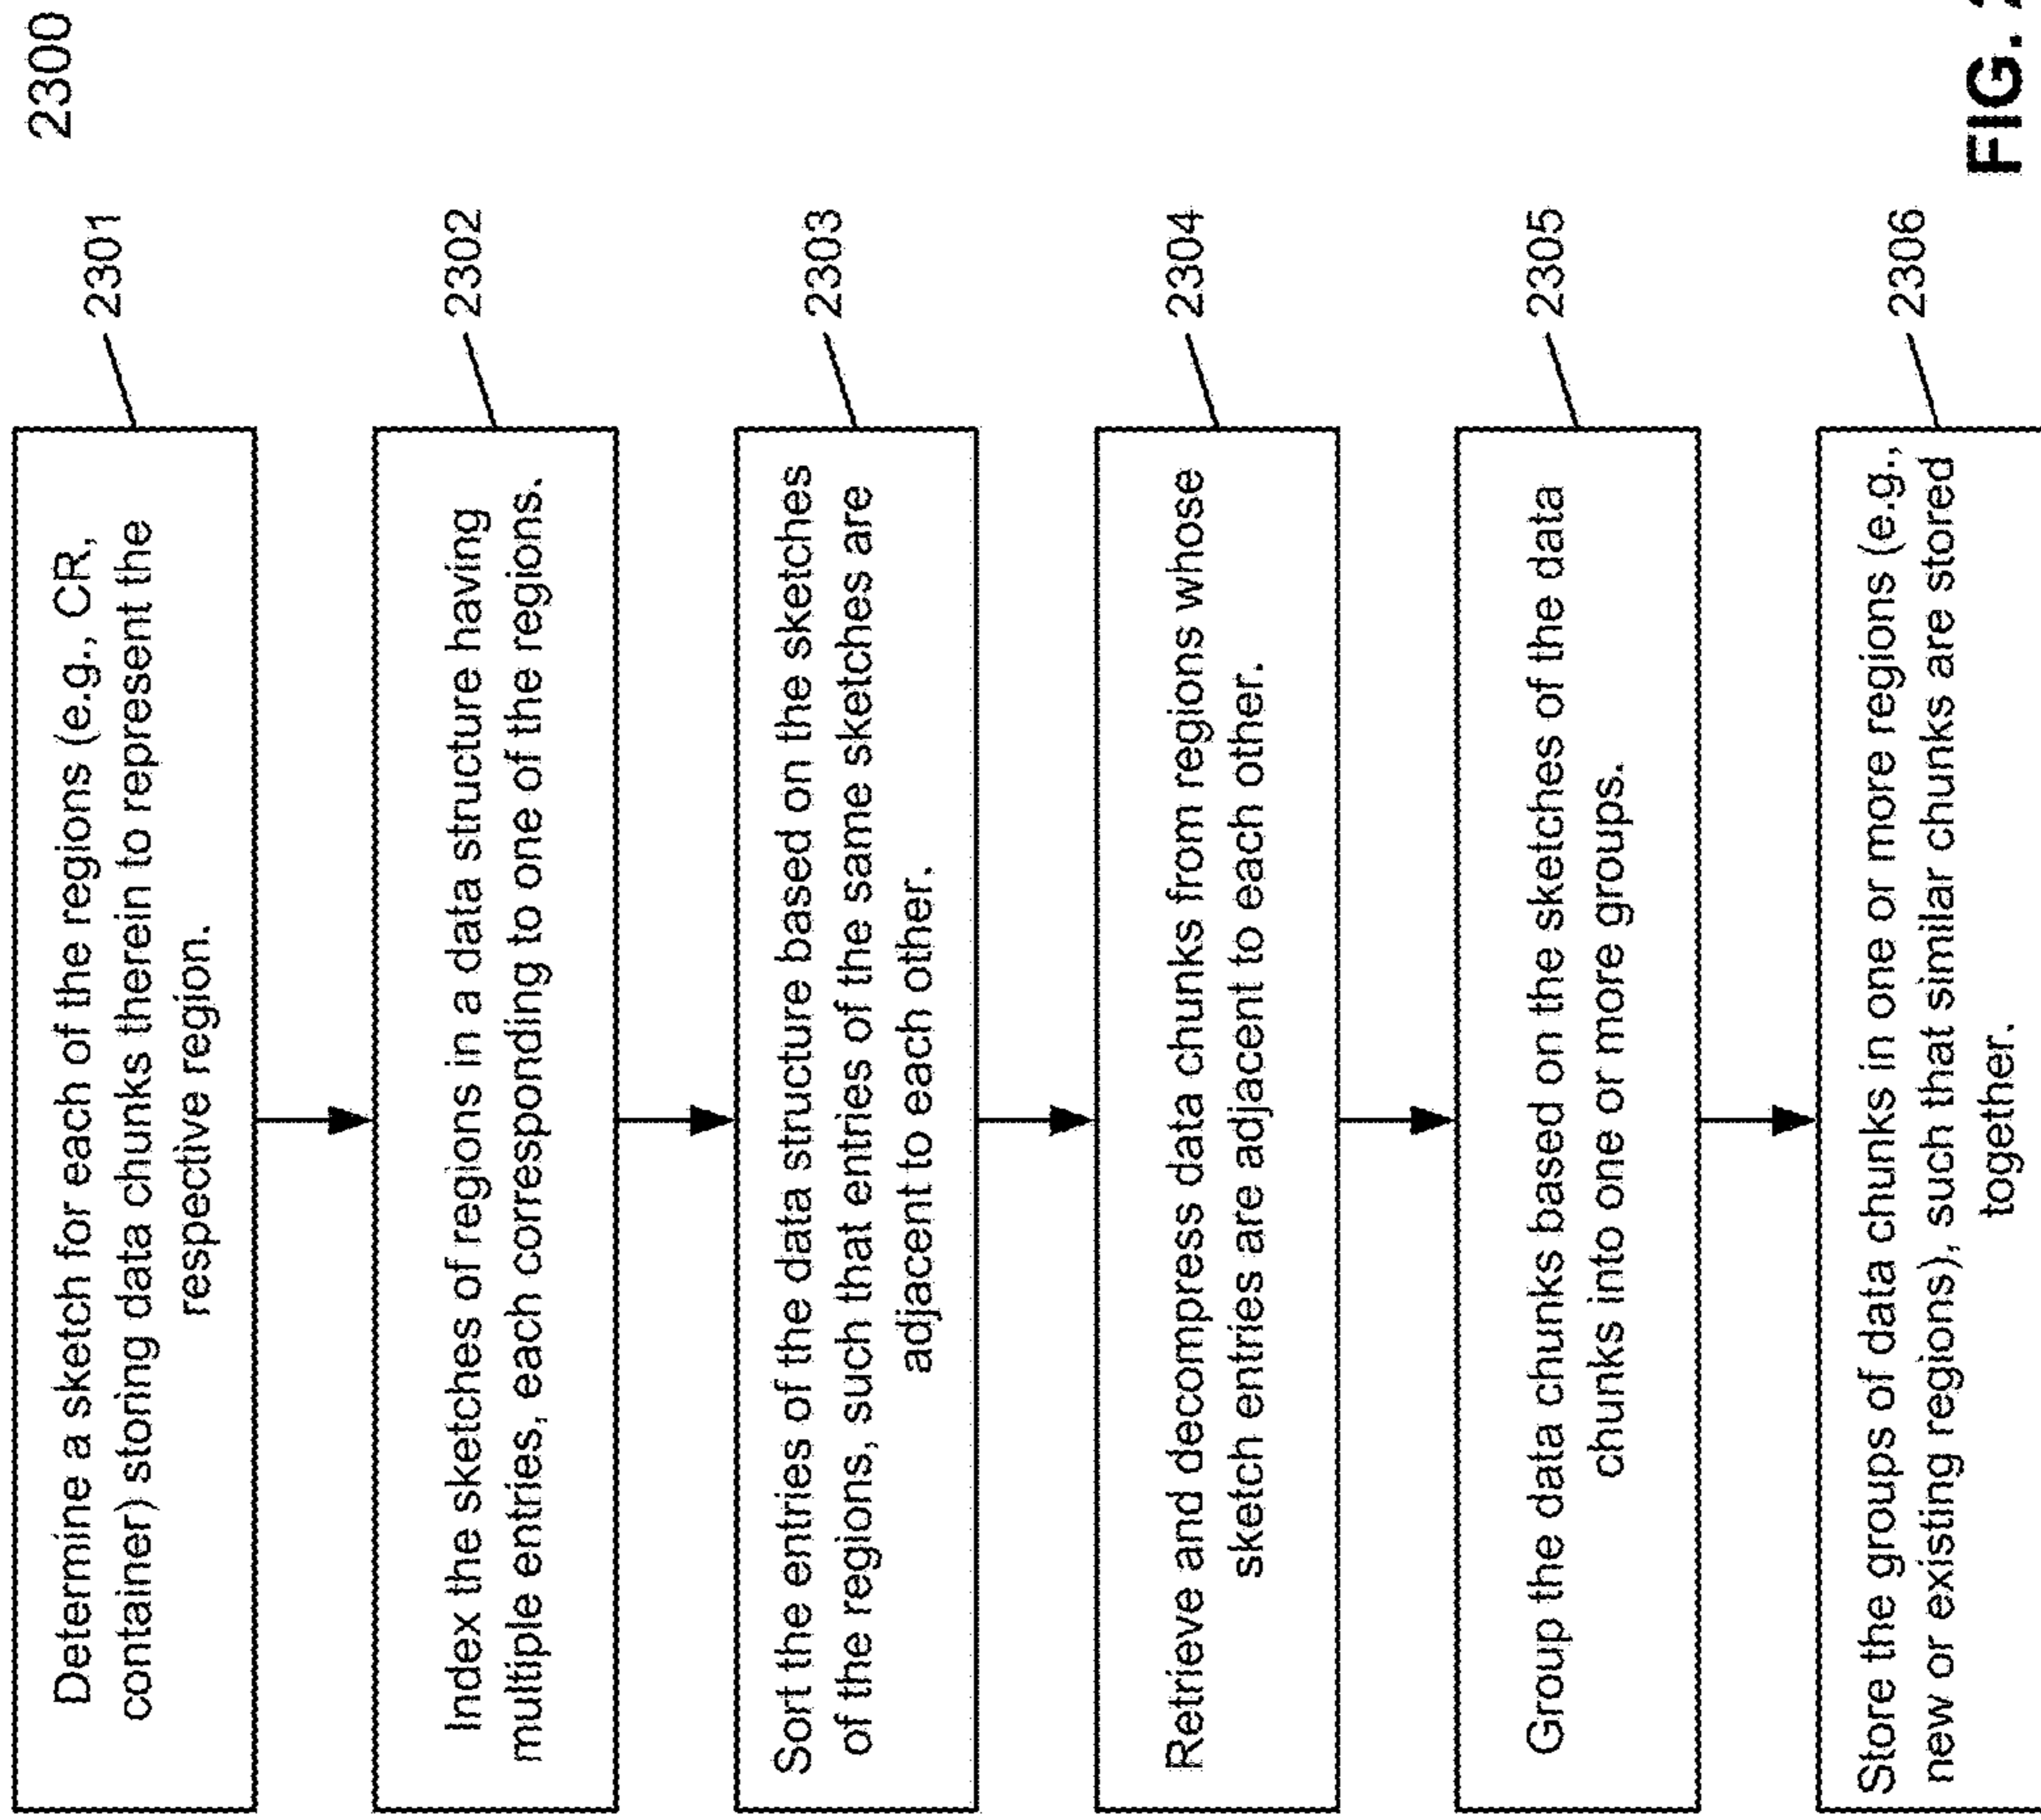 2300
Determine a sketch for each of the regions (e.g., CR,
container) storing data chunks therein to represent the
respective region.
2301
Index the sketches of regions in a data structure having
multiple entries, each corresponding to one of the regions.
2302
Sort the entries of the data structure based on the sketches
of the regions, such that entries of the same sketches are
adjacent to each other.
2303
Retrieve and decompress data chunks from regions whose
sketch entries are adjacent to each other.
2304
Group the data chunks based on the sketches of the data
chunks into one or more groups.
2305
Store the groups of data chunks in one or more regions (e.g.,
new or existing regions), such that similar chunks are stored
together.
2306
FIG.